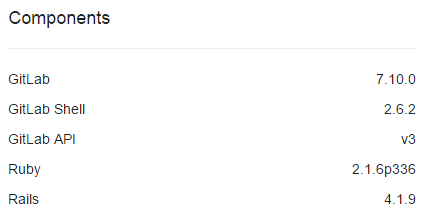 Components
GitLab 7.10.0
GitLab Shell 2.6.2
GitLab API v3
Ruby 2.1.6p336
Rails 4.1.9